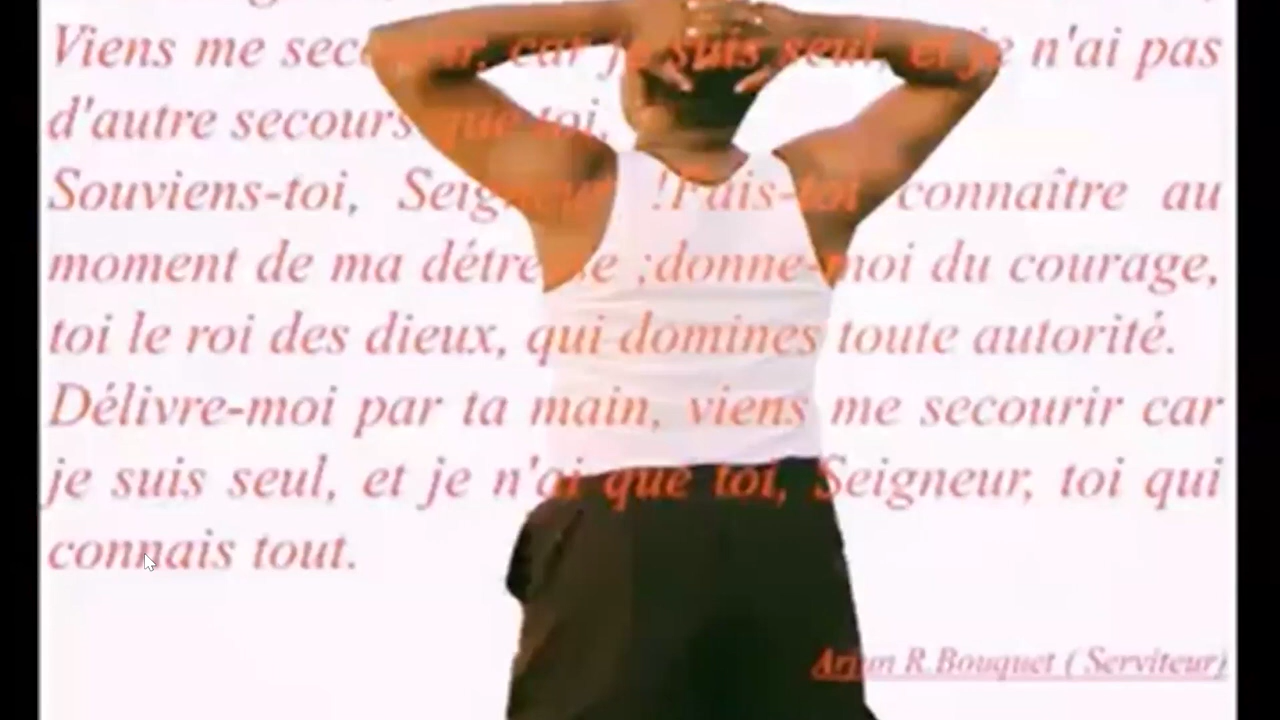 Viens me secourir, car je suis seul, et je n'ai pas
d'autre secours que toi,
Souviens-toi, Seigneur !Fais-toi connaître au
moment de ma détresse ;donne-moi du courage,
toi le roi des dieux, qui domines toute autorité.
Délivre-moi par ta main, viens me secourir car
je suis seul, et je n'ai que toi, Seigneur, toi qui
connais tout.
R.Bouquet ( Serviteur)